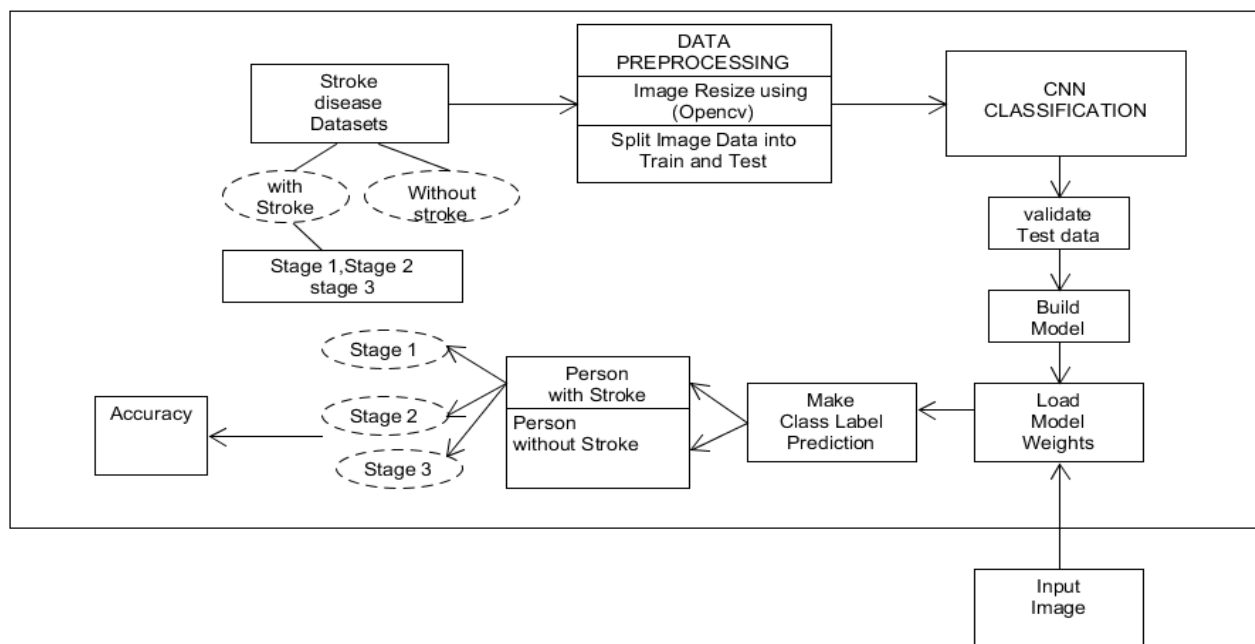 Stroke
disease
Datasets
with
Stroke
Without
stroke
Stage 1,Stage 2
stage 3
DATA
PREPROCESSING
Image Resize using
(Opencv)
Split Image Data into
Train and Test
CNN
CLASSIFICATION
validate
Test data
Build
Model
Load
Model
Weights
Input
Image
Make
Class Label
Prediction
Person
with Stroke
Person
without Stroke
Stage 1
Stage 2
Stage 3
Accuracy